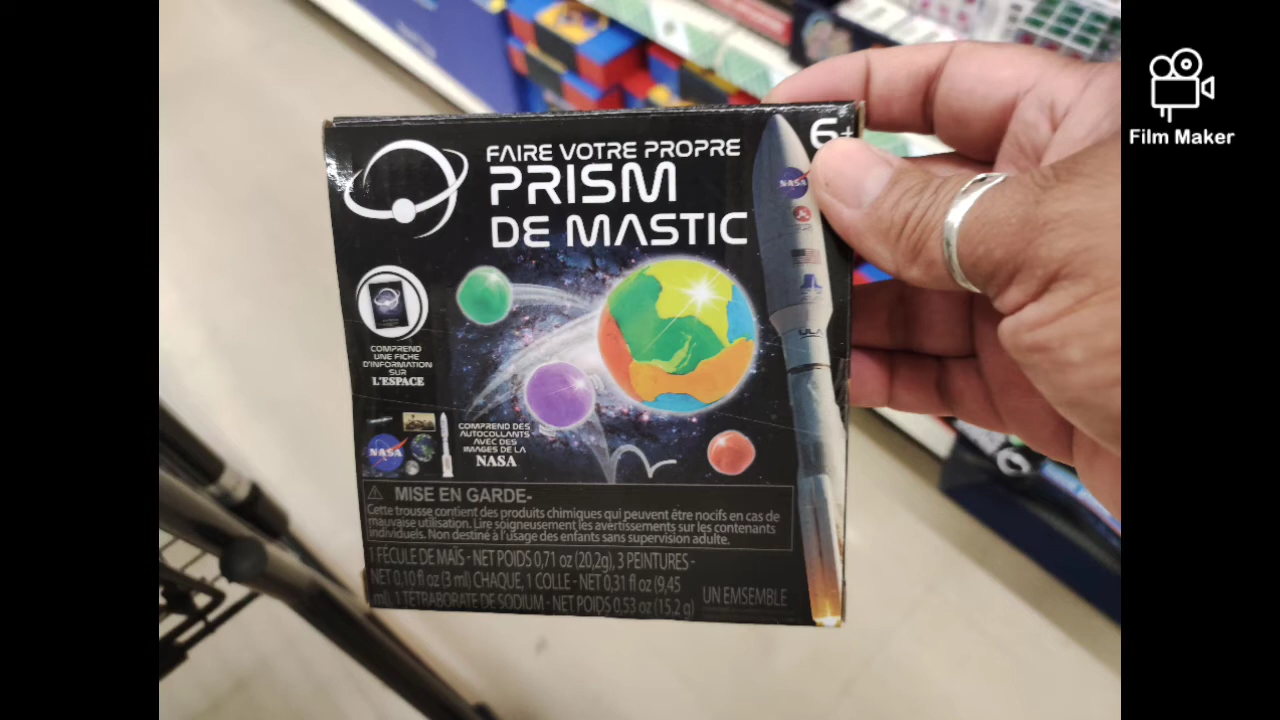 FAIRE VOTRE PROPRE
PRISM
DE MASTIC
6+
NASA
ULA
COMPREND
UNE FICHE
D'INFORMATION
SUR
L'ESPACE
NASA
COMPREND DES
AUTOCOLLANTS
AVEC DES
IMAGES DE LA
NASA
MISE EN GARDE-
Cette trousse contient des produits chimiques qui peuvent être nocifs en cas de
mauvaise utilisation. Lire soigneusement les avertissements sur les contenants
individuels. Non destiné à l'usage des enfants sans supervision adulte.
1 FÉCULE DE MAÏS - NET POIDS 0,71 oz (20,2g), 3 PEINTURES -
NET 0,10 fl oz (3 ml) CHAQUE, 1 COLLE - NET 0,31 fl oz (9,45
ml), 1 TÉTRABORATE DE SODIUM - NET POIDS 0.53 oz (15.2 g)
UN EMSEMBLE
Film Maker